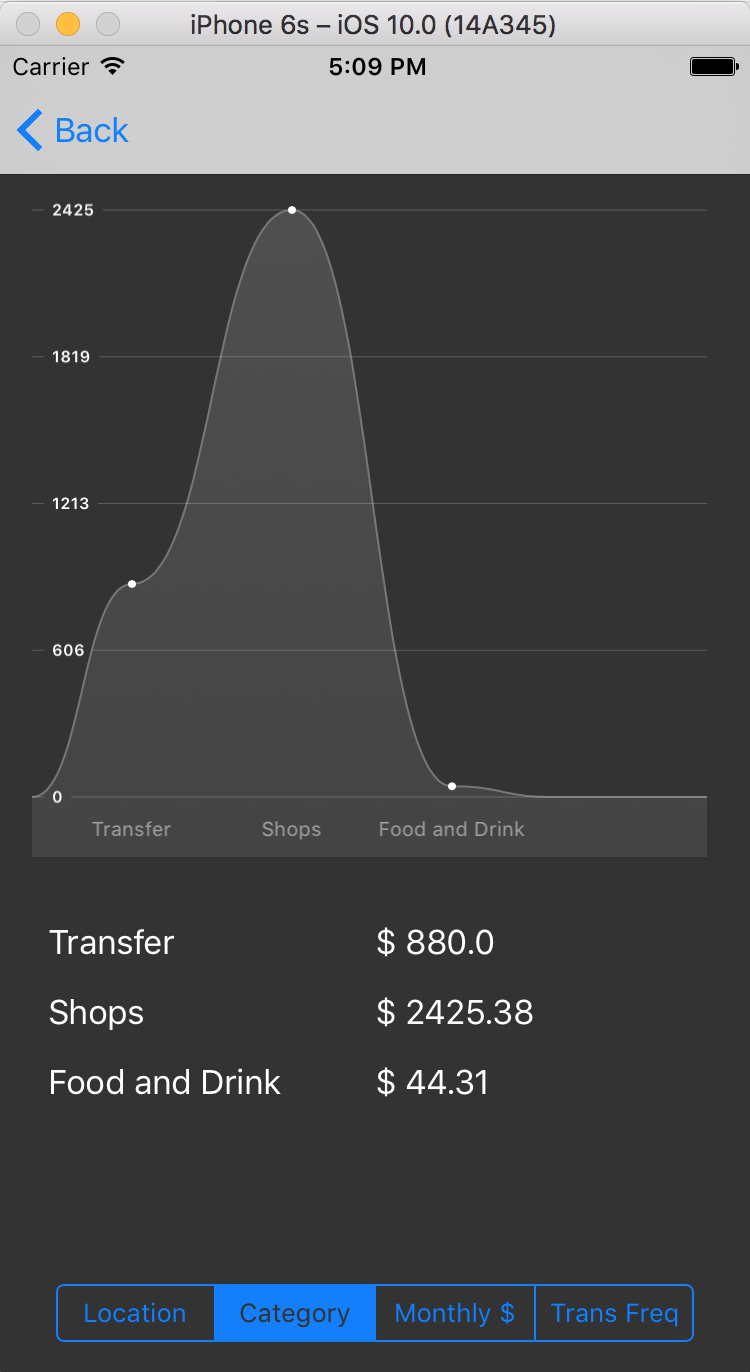 iPhone 6s – iOS 10.0 (14A345)
Carrier 5:09 PM
Back
2425
1819
1213
606
0
Transfer Shops Food and Drink
Transfer $ 880.0
Shops $ 2425.38
Food and Drink $ 44.31
Location Category Monthly $ Trans Freq